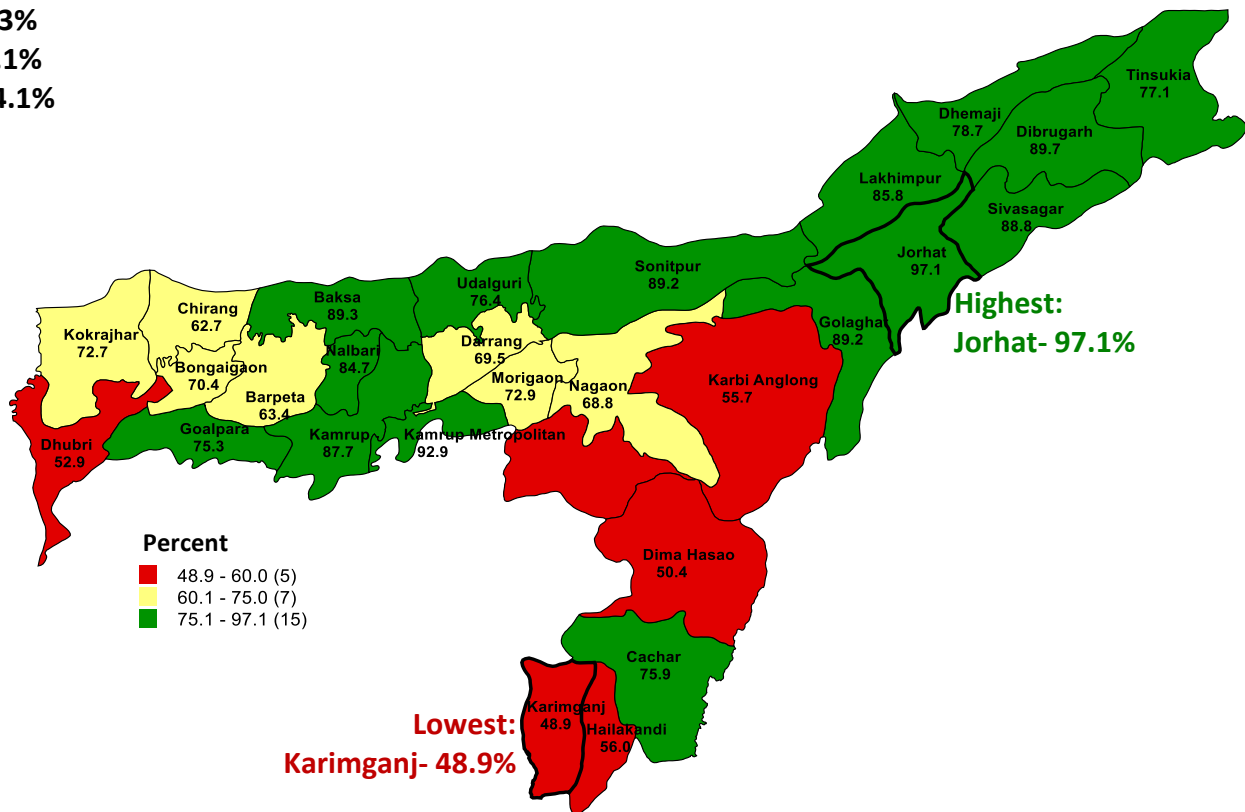 3%
.1%
4.1%
Tinsukia
77.1
Dhemaji
78.7
Dibrugarh
89.7
Lakhimpur
85.8
Sivasagar
88.8
Jorhat
97.1
Sonitpur
89.2
Udalguri
76.4
Baksa
89.3
Chirang
62.7
Kokrajhar
72.7
Golaghat
89.2
Highest:
Jorhat- 97.1%
Darrang
69.5
Nalbari
84.7
Bongaigaon
70.4
Morigaon
72.9
Nagaon
68.8
Karbi Anglong
55.7
Barpeta
63.4
Goalpara
75.3
Kamrup
87.7
Kamrup Metropolitan
92.9
Dhubri
52.9
Percent
48.9 - 60.0 (5)
60.1 - 75.0 (7)
75.1 - 97.1 (15)
Dima Hasao
50.4
Cachar
75.9
Karimganj
48.9
Hailakandi
56.0
Lowest:
Karimganj- 48.9%